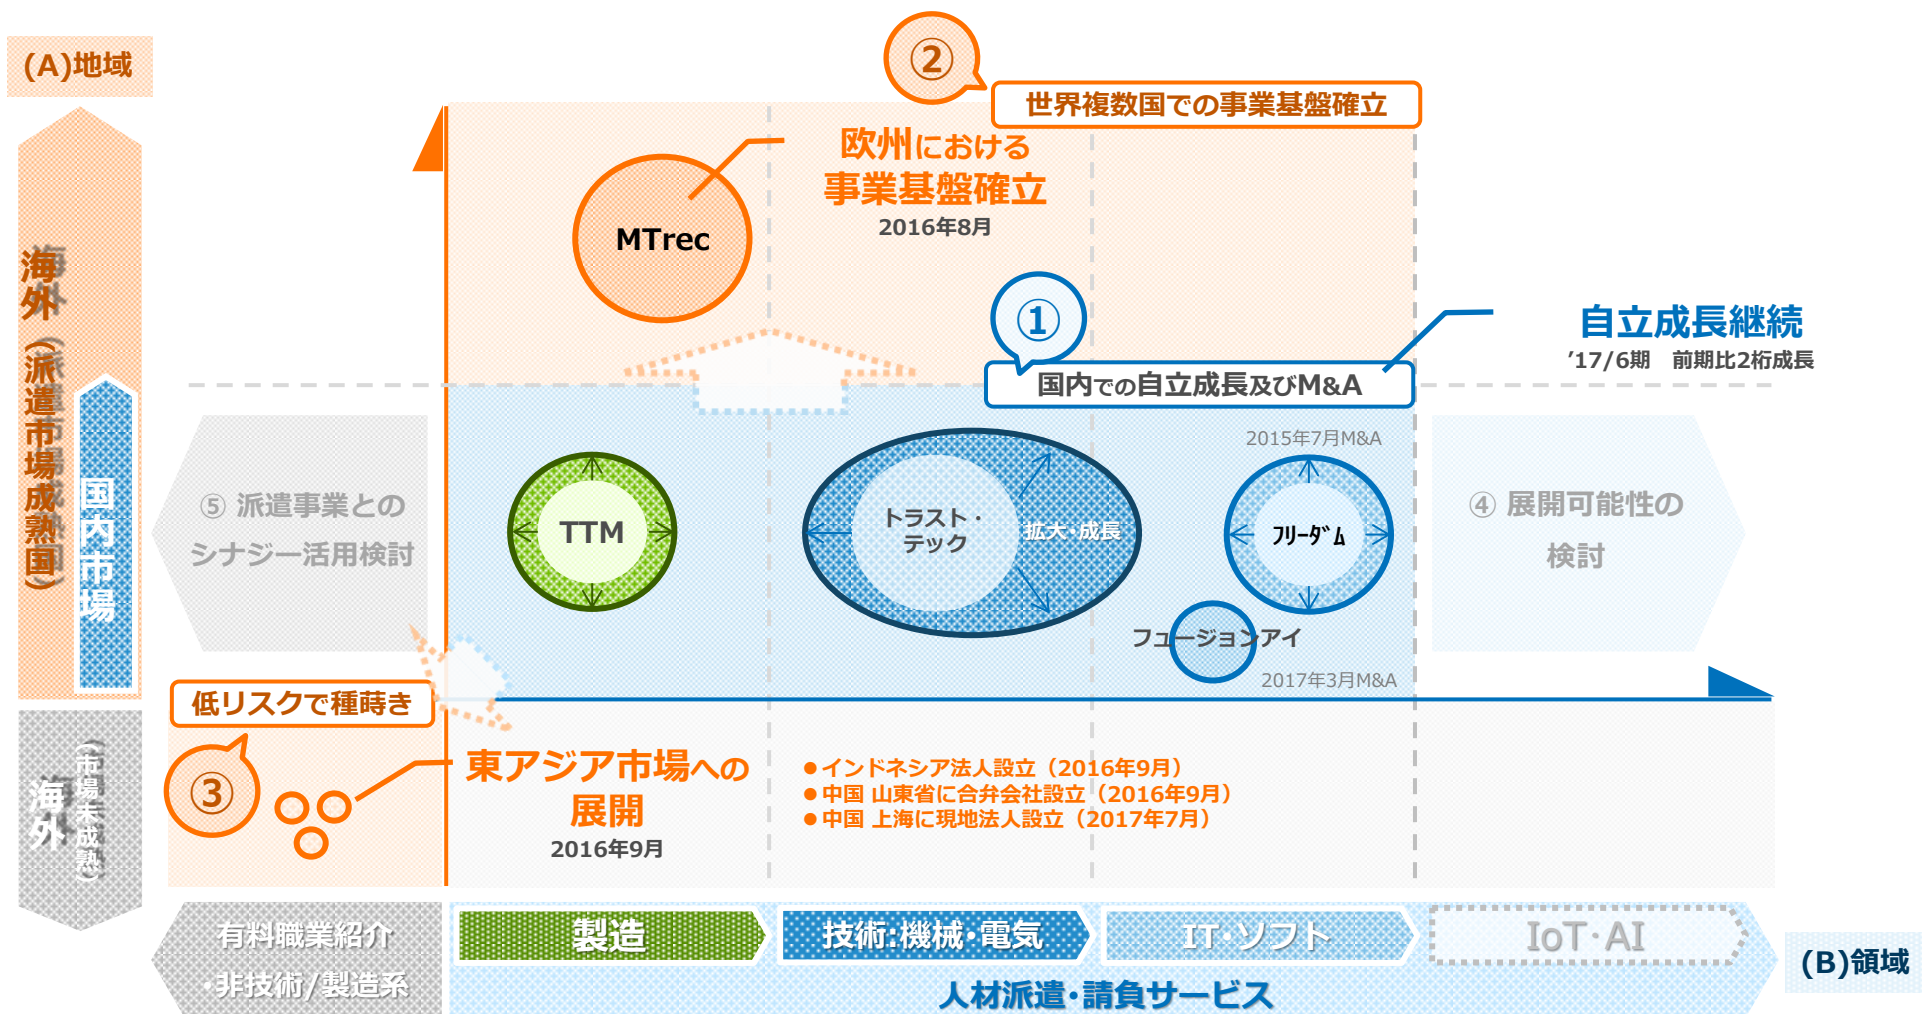 (A)地域
②
世界複数国での事業基盤確立
欧州における
事業基盤確立
2016年8月
MTrec
①
国内での自立成長及びM&A
自立成長継続
’17/6期　前期比2桁成長
海外（派遣市場成熟国）
国内市場
⑤ 派遣事業との
シナジー活用検討
TTM
トラスト・
テック
拡大・成長
2015年7月M&A
ﾌﾘｰﾀﾞﾑ
フュージョンアイ
2017年3月M&A
④ 展開可能性の
検討
低リスクで種蒔き
③
東アジア市場への
展開
2016年9月
●インドネシア法人設立（2016年9月）
●中国 山東省に合弁会社設立（2016年9月）
●中国 上海に現地法人設立（2017年7月）
海外
（市場未成熟）
有料職業紹介
・非技術/製造系
製造
技術:機械・電気
IT・ソフト
IoT・AI
人材派遣・請負サービス
(B)領域